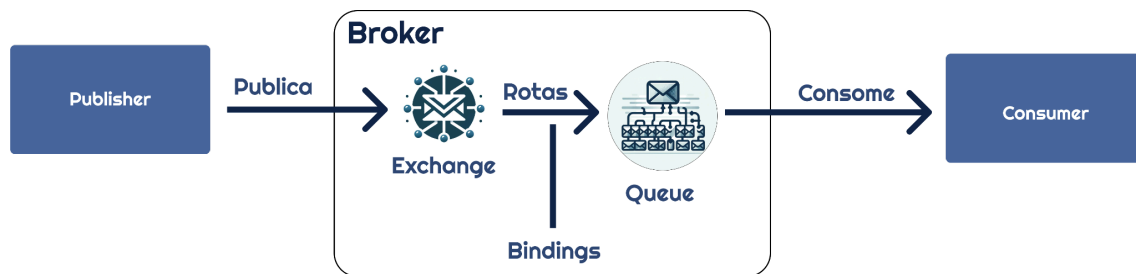 Broker
Publisher
Publica
Exchange
Rotas
Bindings
Queue
Consome
Consumer